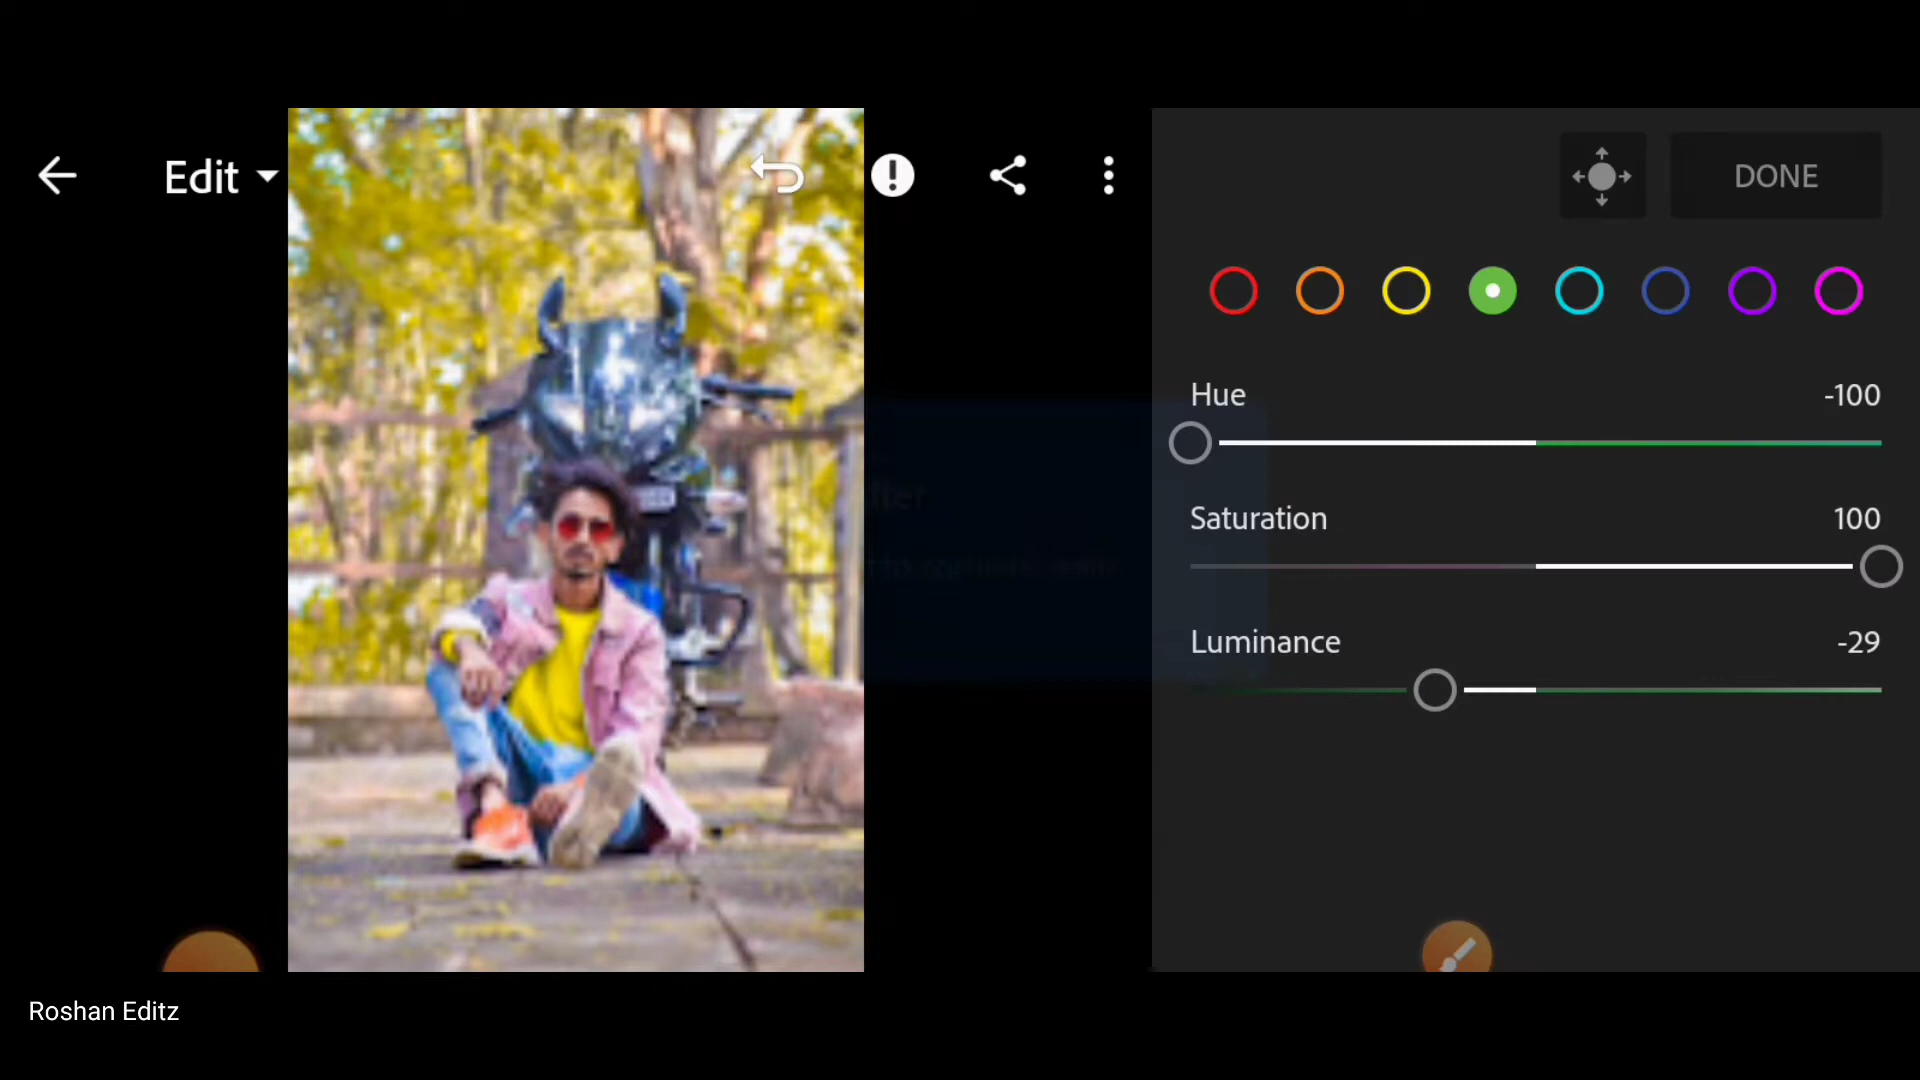 Edit
DONE
Hue -100
Saturation 100
Luminance -29
Roshan Editz